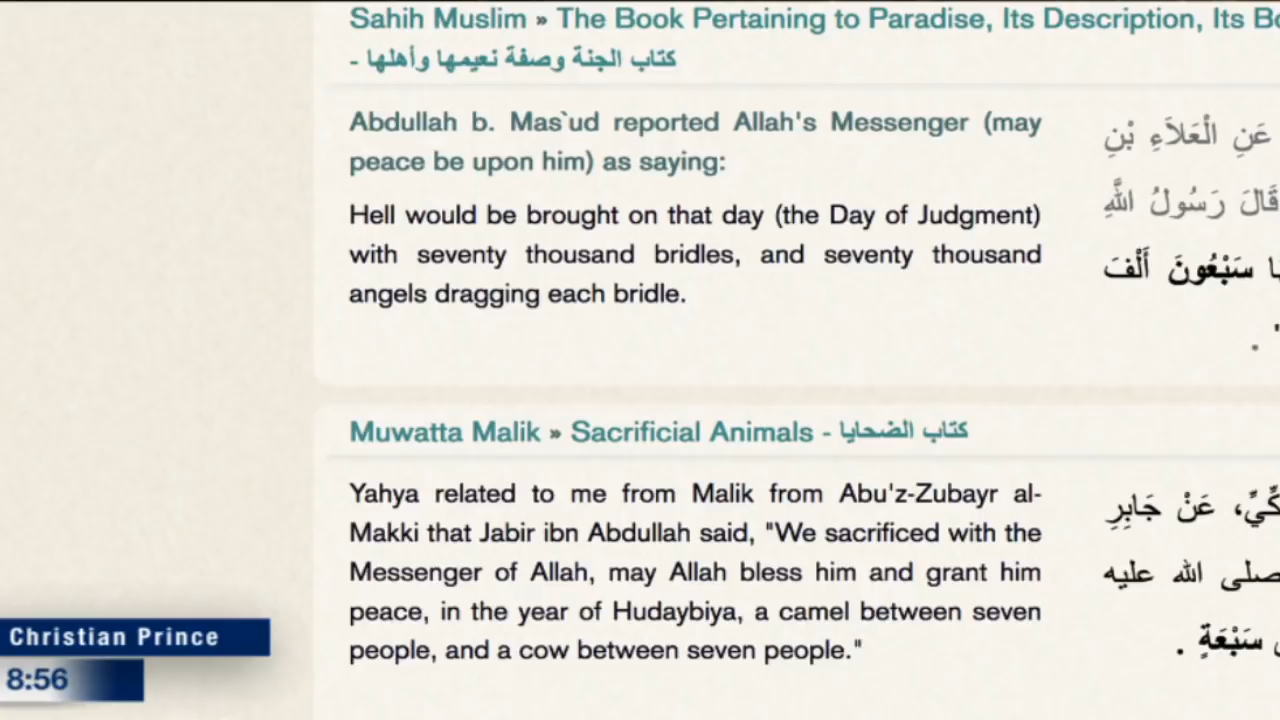 Sahih Muslim » The Book Pertaining to Paradise, Its Description, Its
- كتاب الجنة وصفة نعيمها وأهلها
Abdullah b. Mas`ud reported Allah's Messenger (may
peace be upon him) as saying:
Hell would be brought on that day (the Day of Judgment)
with seventy thousand bridles, and seventy thousand
angels dragging each bridle.
عَنِ الْعَلاَءِ بْنِ
قَالَ رَسُولُ اللَّهِ
سَبْعُونَ أَلْفَ
" .
Muwatta Malik » Sacrificial Animals - كتاب الضحايا
Yahya related to me from Malik from Abu'z-Zubayr al-
Makki that Jabir ibn Abdullah said, "We sacrificed with the
Messenger of Allah, may Allah bless him and grant him
peace, in the year of Hudaybiya, a camel between seven
people, and a cow between seven people."
عَنْ جَابِرِ
صلى الله عليه
سَبْعَةٍ .
Christian Prince
8:56